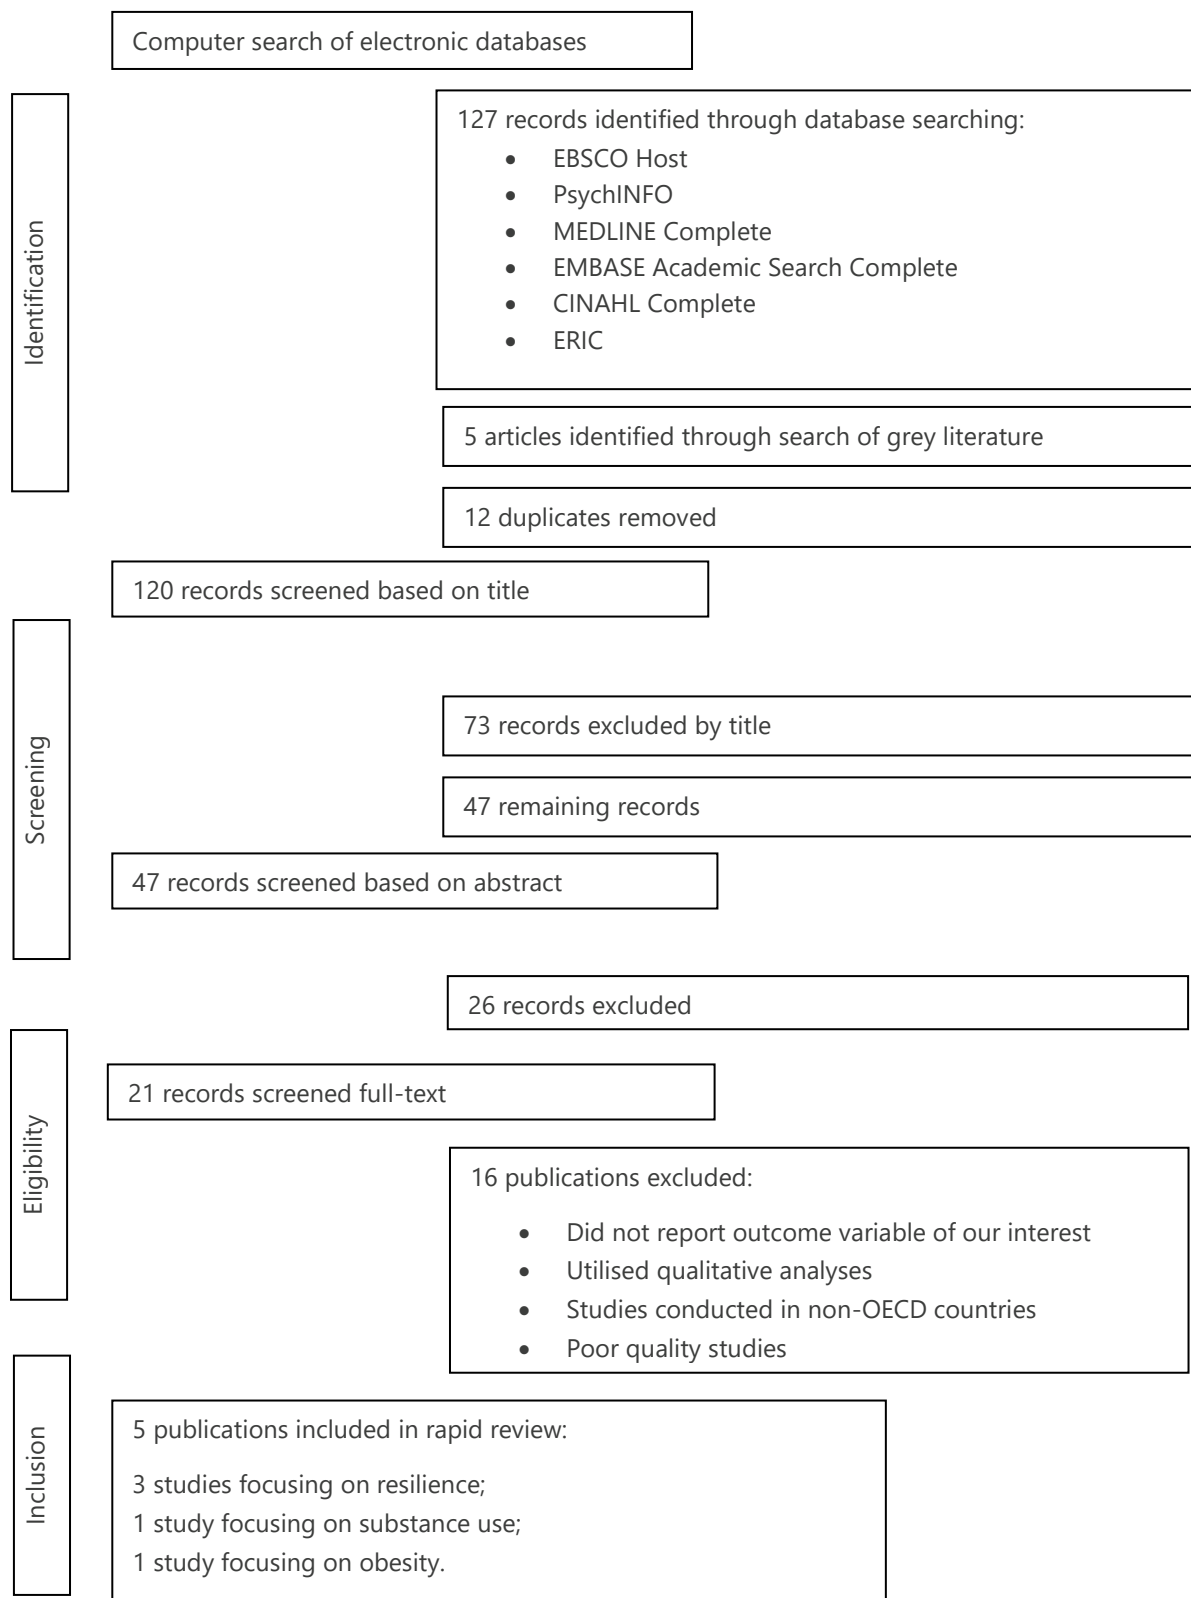 Computer search of electronic databases
Identification
127 records identified through database searching:
• EBSCO Host
• PsychINFO
• MEDLINE Complete
• EMBASE Academic Search Complete
• CINAHL Complete
• ERIC
5 articles identified through search of grey literature
12 duplicates removed
120 records screened based on title
Screening
73 records excluded by title
47 remaining records
47 records screened based on abstract
26 records excluded
Eligibility
21 records screened full-text
16 publications excluded:
• Did not report outcome variable of our interest
• Utilised qualitative analyses
• Studies conducted in non-OECD countries
• Poor quality studies
Inclusion
5 publications included in rapid review:
3 studies focusing on resilience;
1 study focusing on substance use;
1 study focusing on obesity.